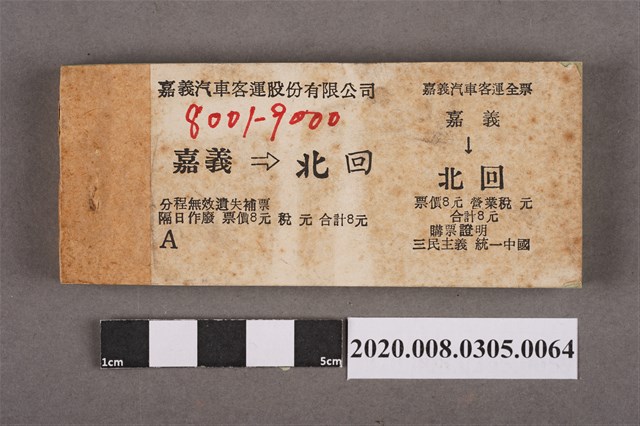 嘉義汽車客運股份有限公司
8001-9000
嘉義 ⇒ 北回
分程無效遺失補票
隔日作廢 票價8元 稅 元 合計8元
A
嘉義汽車客運全票
嘉義
↓
北回
票價8元 營業稅 元
合計8元
購票證明
三民主義 統一中國
1cm
5cm
2020.008.0305.0064